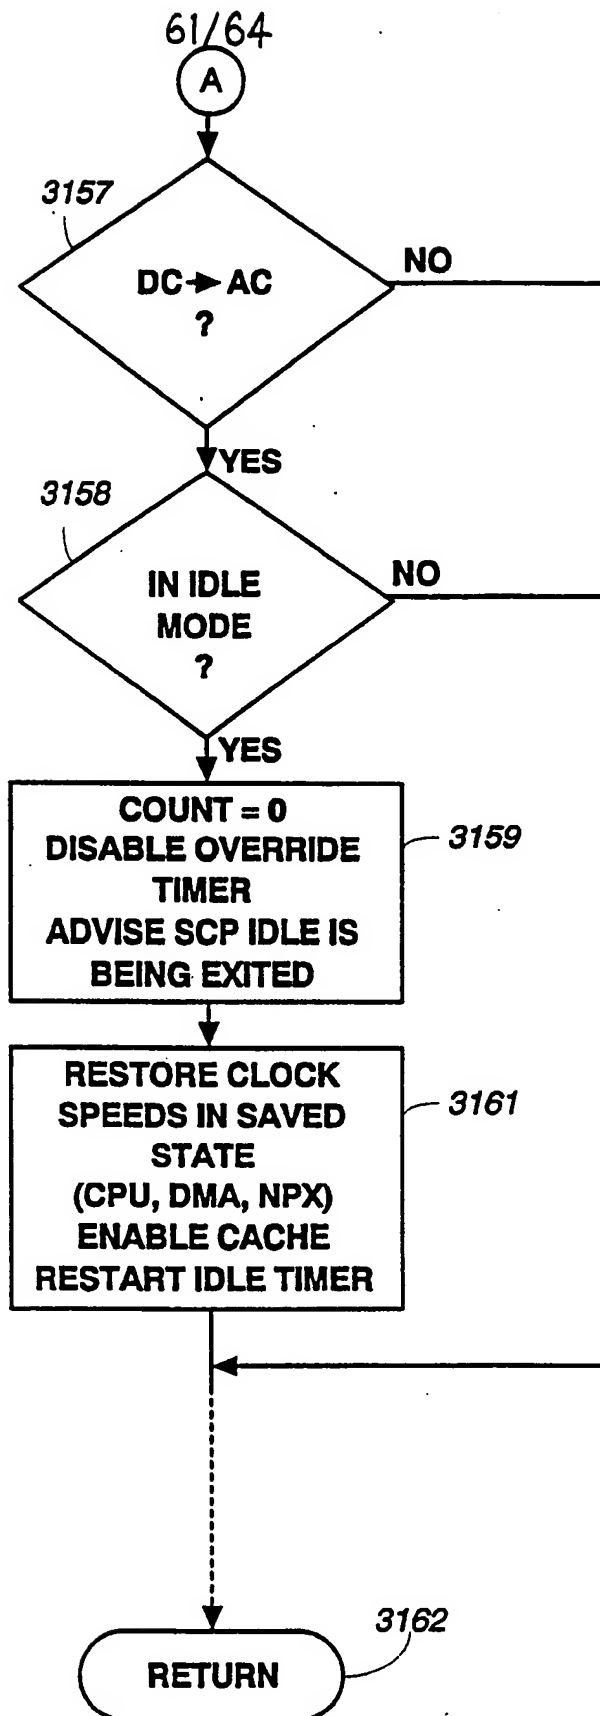 61/64
A
3157
DC→AC
?
NO
YES
3158
IN IDLE
MODE
?
NO
YES
COUNT = 0
DISABLE OVERRIDE
TIMER
ADVISE SCP IDLE IS
BEING EXITED
3159
RESTORE CLOCK
SPEEDS IN SAVED
STATE
(CPU, DMA, NPX)
ENABLE CACHE
RESTART IDLE TIMER
3161
3162
RETURN